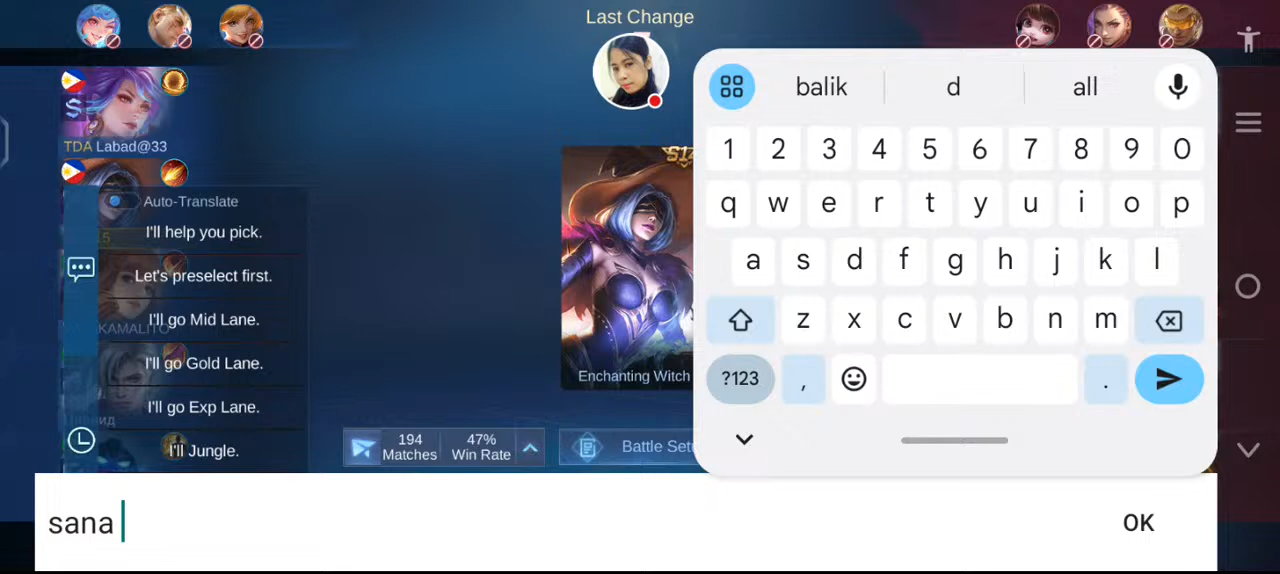 Last Change
TDA Labad@33
Auto-Translate
I'll help you pick.
Let's preselect first.
I'll go Mid Lane.
KAMALITO
I'll go Gold Lane.
I'll go Exp Lane.
I'll Jungle.
Enchanting Witch
194
Matches
47%
Win Rate
Battle Set
balik
d
all
1 2 3 4 5 6 7 8 9 0
q w e r t y u i o p
a s d f g h j k l
z x c v b n m
?123 , .
sana
OK